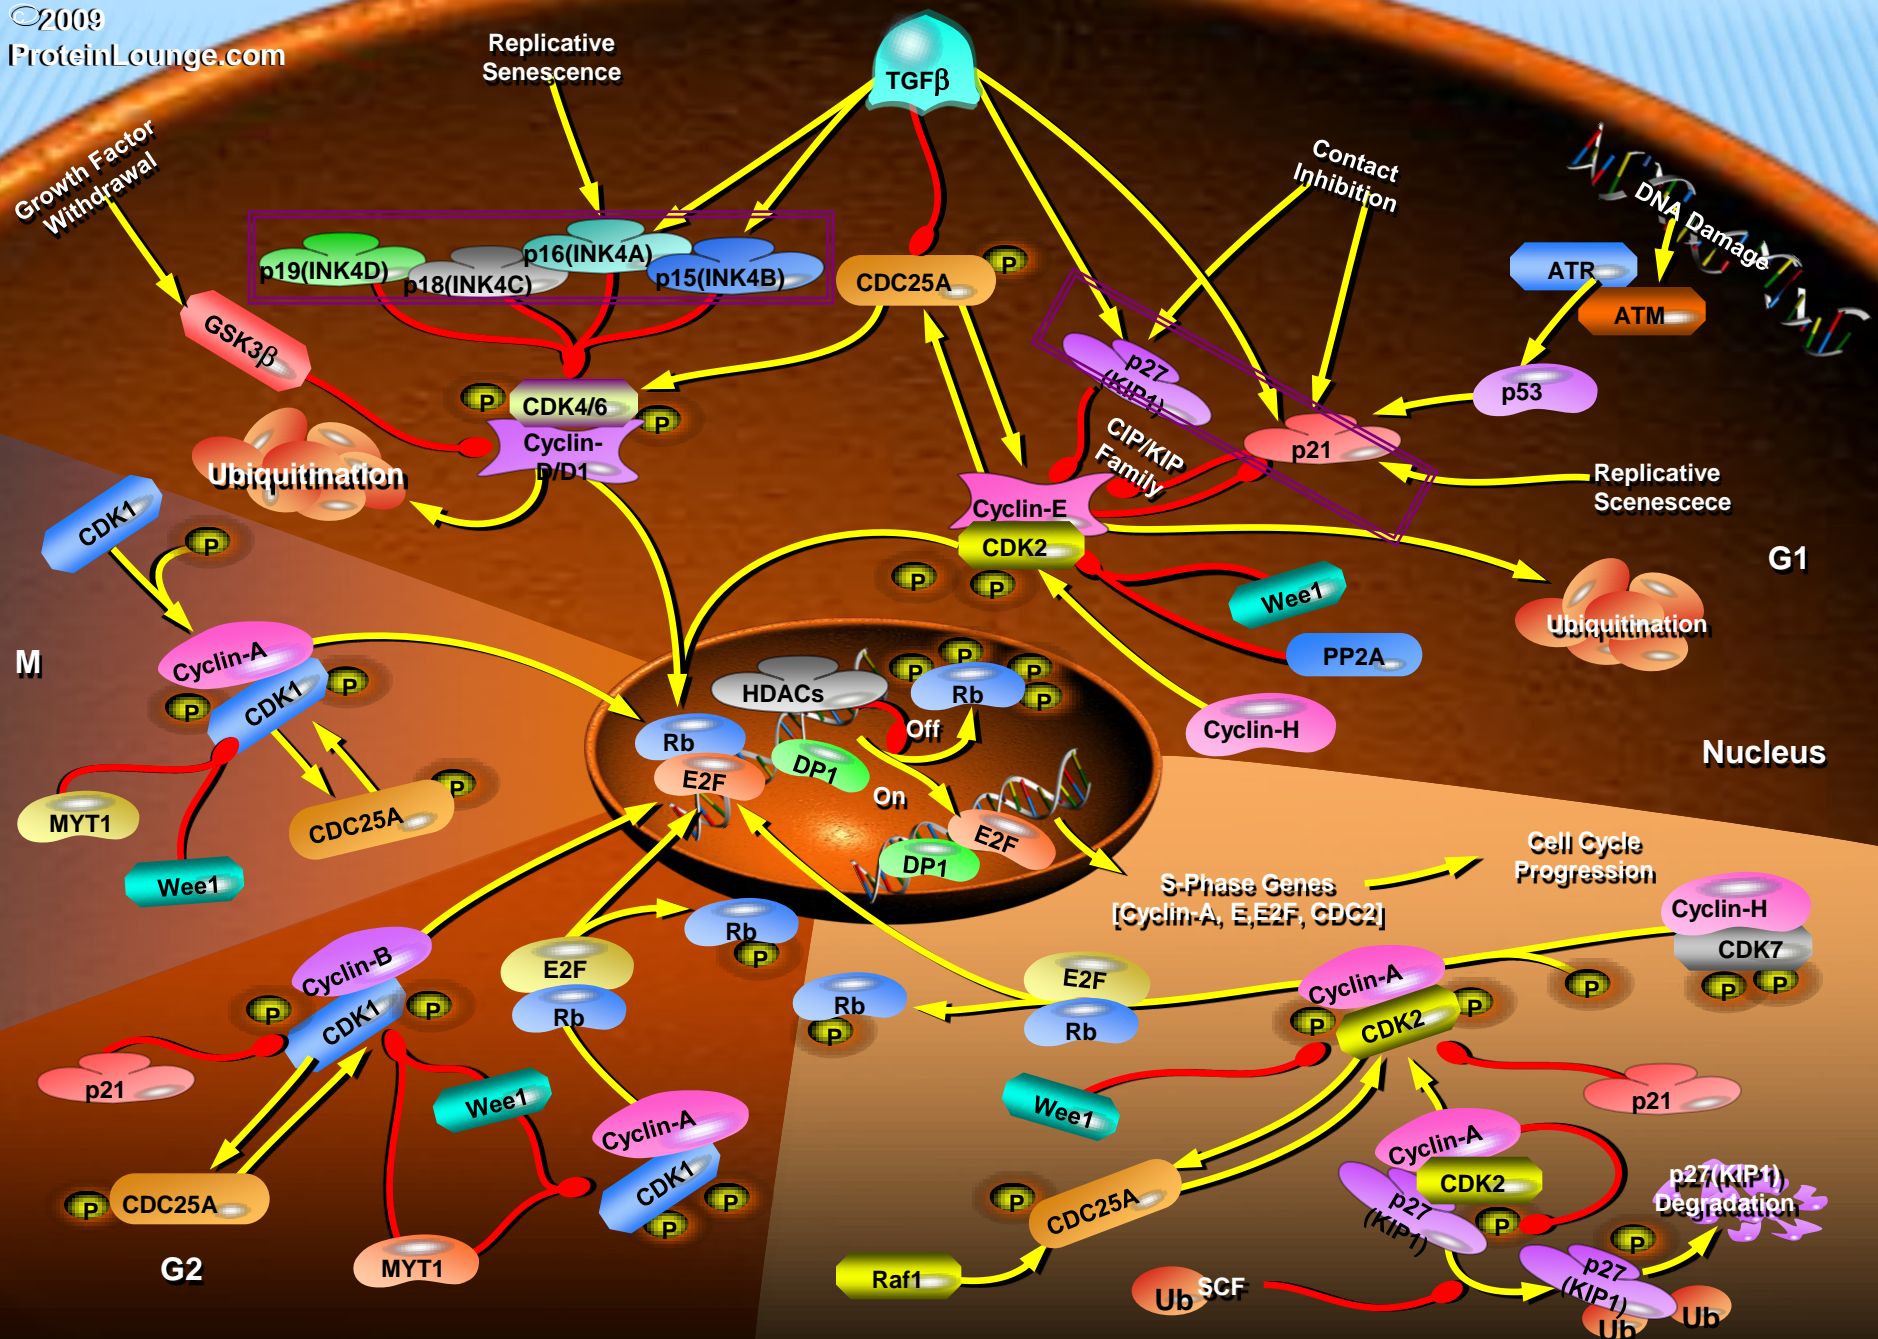 ©2009
ProteinLounge.com
Replicative
Senescence
TGFβ
Growth Factor
Withdrawal
Contact
Inhibition
DNA Damage
p19(INK4D)
p18(INK4C)
p16(INK4A)
p15(INK4B)
CDC25A
P
ATR
ATM
GSK3β
p27
(KIP1)
p53
P
CDK4/6
P
Cyclin-
D/D1
CIP/KIP
Family
p21
Ubiquitination
Replicative
Scenescece
CDK1
P
Cyclin-E
CDK2
P
P
G1
Wee1
Ubiquitination
PP2A
M
Cyclin-A
CDK1
P
P
HDACs
P
P
P
P
Rb
Off
Rb
E2F
DP1
On
E2F
DP1
Cyclin-H
Nucleus
MYT1
CDC25A
P
Wee1
S-Phase Genes
[Cyclin-A, E,E2F, CDC2]
Cell Cycle
Progression
Cyclin-H
CDK7
P
P
P
Cyclin-B
CDK1
P
P
E2F
Rb
Rb
P
Rb
P
E2F
Rb
Cyclin-A
CDK2
P
P
p21
Wee1
Cyclin-A
CDK1
P
P
Wee1
p21
CDC25A
P
MYT1
G2
P
CDC25A
Raf1
Cyclin-A
CDK2
p27
(KIP1)
P
p27(KIP1)
Degradation
P
p27
(KIP1)
Ub
Ub
Ub
SCF